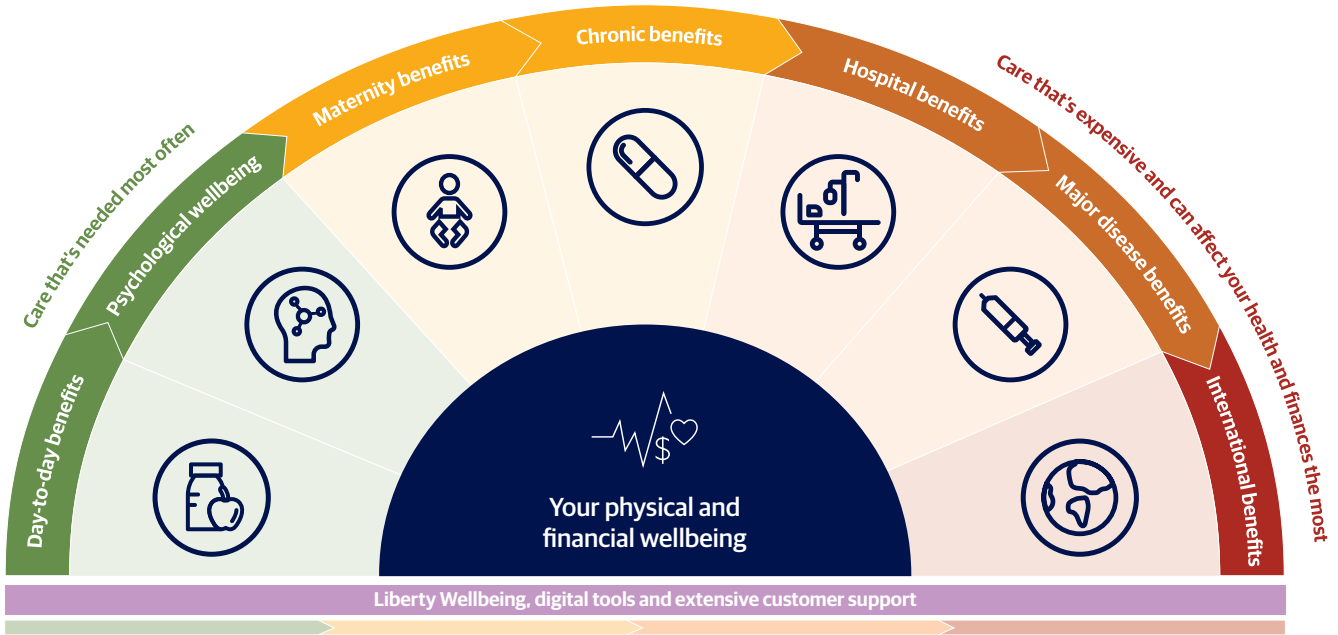 Care that's needed most often
Care that's expensive and can affect your health and finances the most
Day-to-day benefits
Psychological wellbeing
Maternity benefits
Chronic benefits
Hospital benefits
Major disease benefits
International benefits
$
Your physical and
financial wellbeing
Liberty Wellbeing, digital tools and extensive customer support